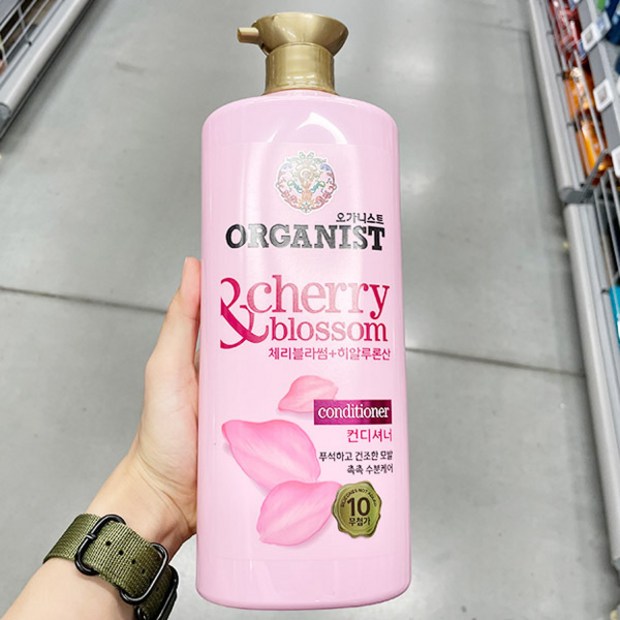 오가니스트
ORGANIST
& cherry
blossom
체리블라썸+히알루론산
conditioner
컨디셔너
푸석하고 건조한 모발
촉촉 수분케어
10
무첨가